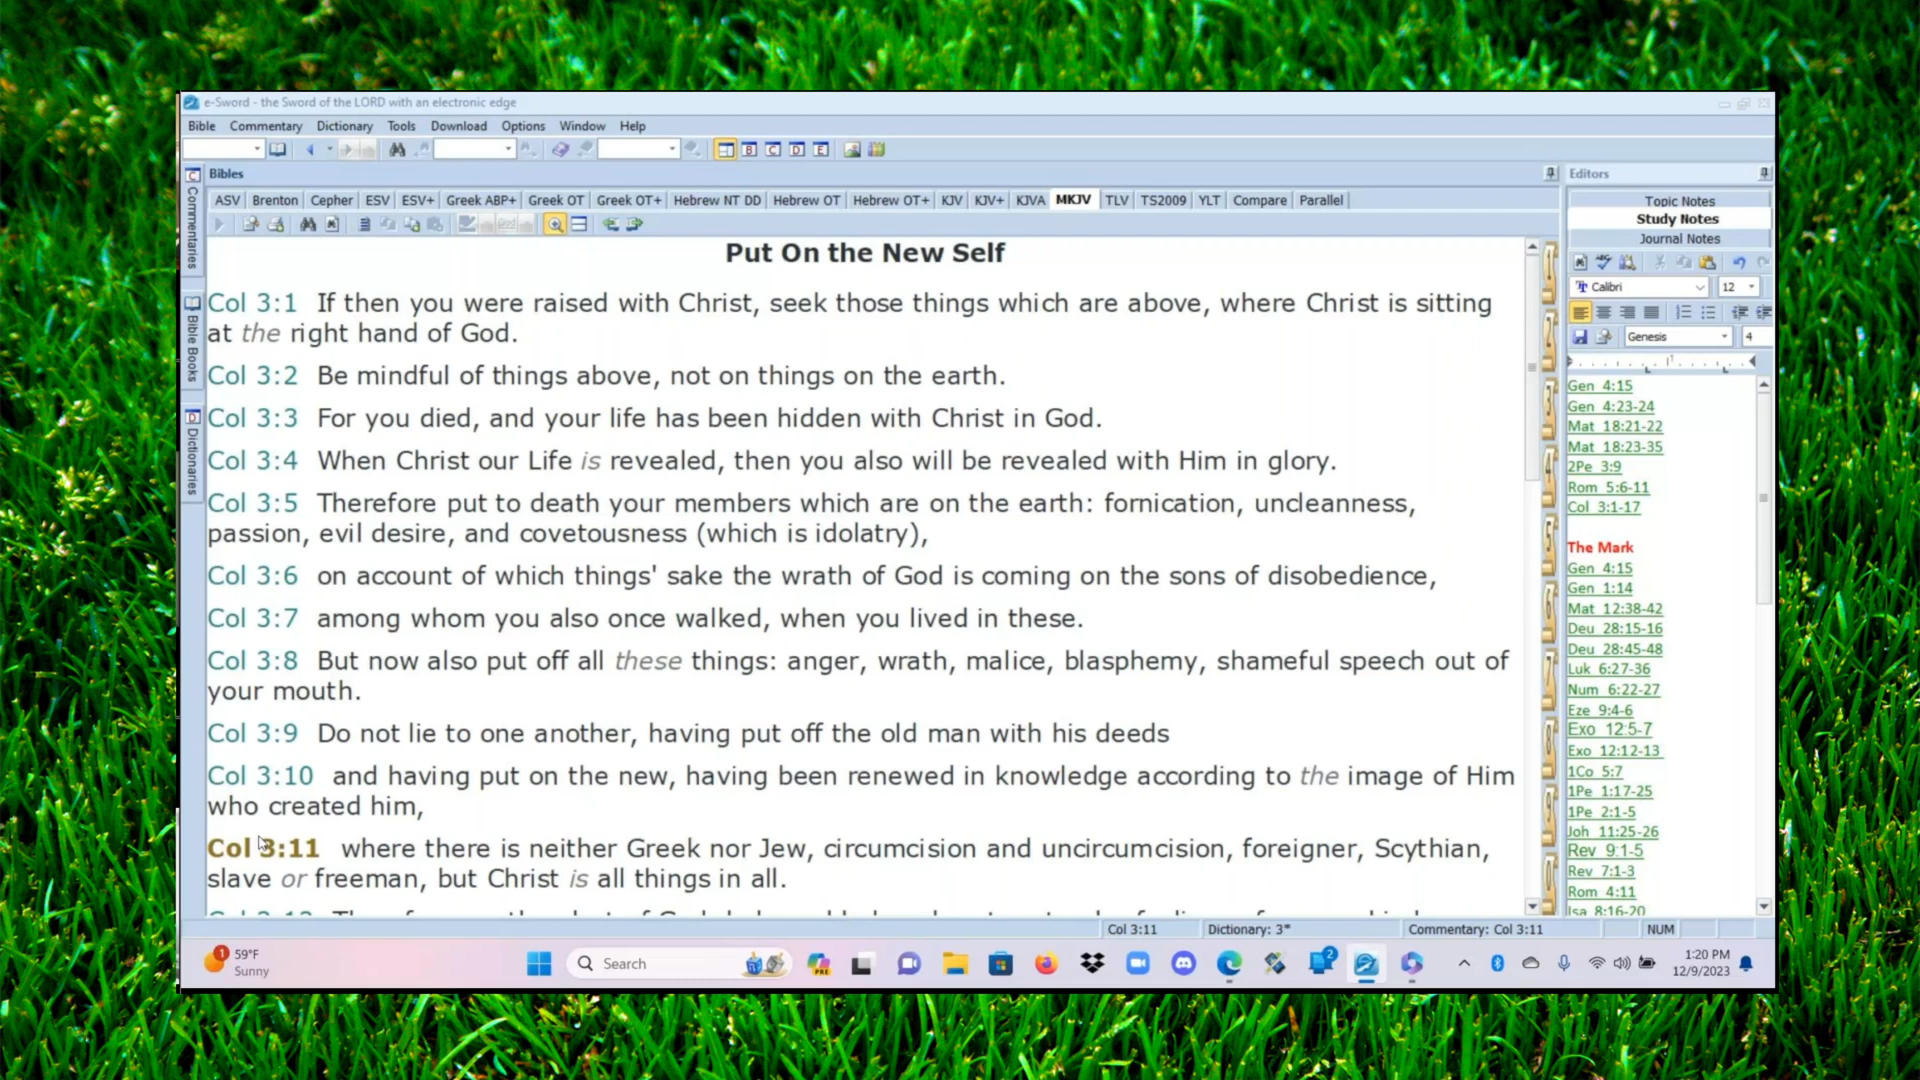 e-Sword - the Sword of the LORD with an electronic edge
Bible Commentary Dictionary Tools Download Options Window Help
Bibles
ASV Brenton Cepher ESV ESV+ Greek ABP+ Greek OT Greek OT+ Hebrew NT DD Hebrew OT Hebrew OT+ KJV KJV+ KJVA MKJV TLV TS2009 YLT Compare Parallel
Commentaries
Bible Books
Dictionaries
Put On the New Self
Col 3:1 If then you were raised with Christ, seek those things which are above, where Christ is sitting
at the right hand of God.
Col 3:2 Be mindful of things above, not on things on the earth.
Col 3:3 For you died, and your life has been hidden with Christ in God.
Col 3:4 When Christ our Life is revealed, then you also will be revealed with Him in glory.
Col 3:5 Therefore put to death your members which are on the earth: fornication, uncleanness,
passion, evil desire, and covetousness (which is idolatry),
Col 3:6 on account of which things' sake the wrath of God is coming on the sons of disobedience,
Col 3:7 among whom you also once walked, when you lived in these.
Col 3:8 But now also put off all these things: anger, wrath, malice, blasphemy, shameful speech out of
your mouth.
Col 3:9 Do not lie to one another, having put off the old man with his deeds
Col 3:10 and having put on the new, having been renewed in knowledge according to the image of Him
who created him,
Col 3:11 where there is neither Greek nor Jew, circumcision and uncircumcision, foreigner, Scythian,
slave or freeman, but Christ is all things in all.
Editors
Topic Notes
Study Notes
Journal Notes
Calibri 12
Genesis 4
Gen 4:15
Gen 4:23-24
Mat 18:21-22
Mat 18:23-35
2Pe 3:9
Rom 5:6-11
Col 3:1-17
The Mark
Gen 4:15
Gen 1:14
Mat 12:38-42
Deu 28:15-16
Deu 28:45-48
Luk 6:27-36
Num 6:22-27
Eze 9:4-6
Exo 12:5-7
Exo 12:12-13
1Co 5:7
1Pe 1:17-25
1Pe 2:1-5
Joh 11:25-26
Rev 9:1-5
Rev 7:1-3
Rom 4:11
Isa 8:16-20
Col 3:11 Dictionary: 3* Commentary: Col 3:11 NUM
1
59°F
Sunny
Search
PRE
2
1:20 PM
12/9/2023